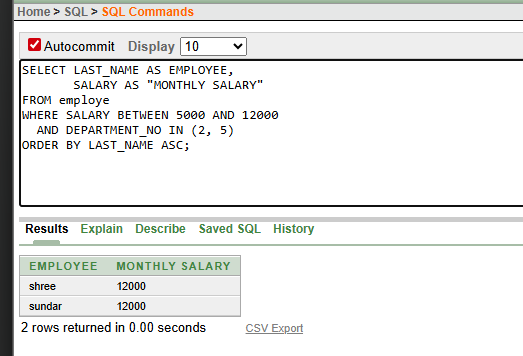 Home > SQL > SQL Commands
Autocommit Display 10
SELECT LAST_NAME AS EMPLOYEE,
SALARY AS "MONTHLY SALARY"
FROM employe
WHERE SALARY BETWEEN 5000 AND 12000
AND DEPARTMENT_NO IN (2, 5)
ORDER BY LAST_NAME ASC;
Results Explain Describe Saved SQL History
EMPLOYEE MONTHLY SALARY
shree 12000
sundar 12000
2 rows returned in 0.00 seconds CSV Export